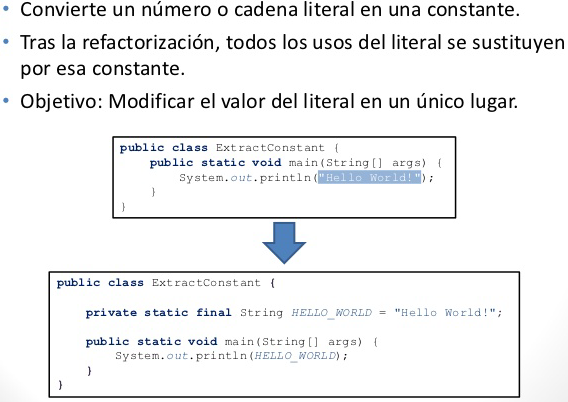 • Convierte un número o cadena literal en una constante.
• Tras la refactorización, todos los usos del literal se sustituyen
por esa constante.
• Objetivo: Modificar el valor del literal en un único lugar.
public class ExtractConstant {
    public static void main(String[] args) {
        System.out.println("Hello World!");
    }
}
public class ExtractConstant {
    private static final String HELLO_WORLD = "Hello World!";
    public static void main(String[] args) {
        System.out.println(HELLO_WORLD);
    }
}